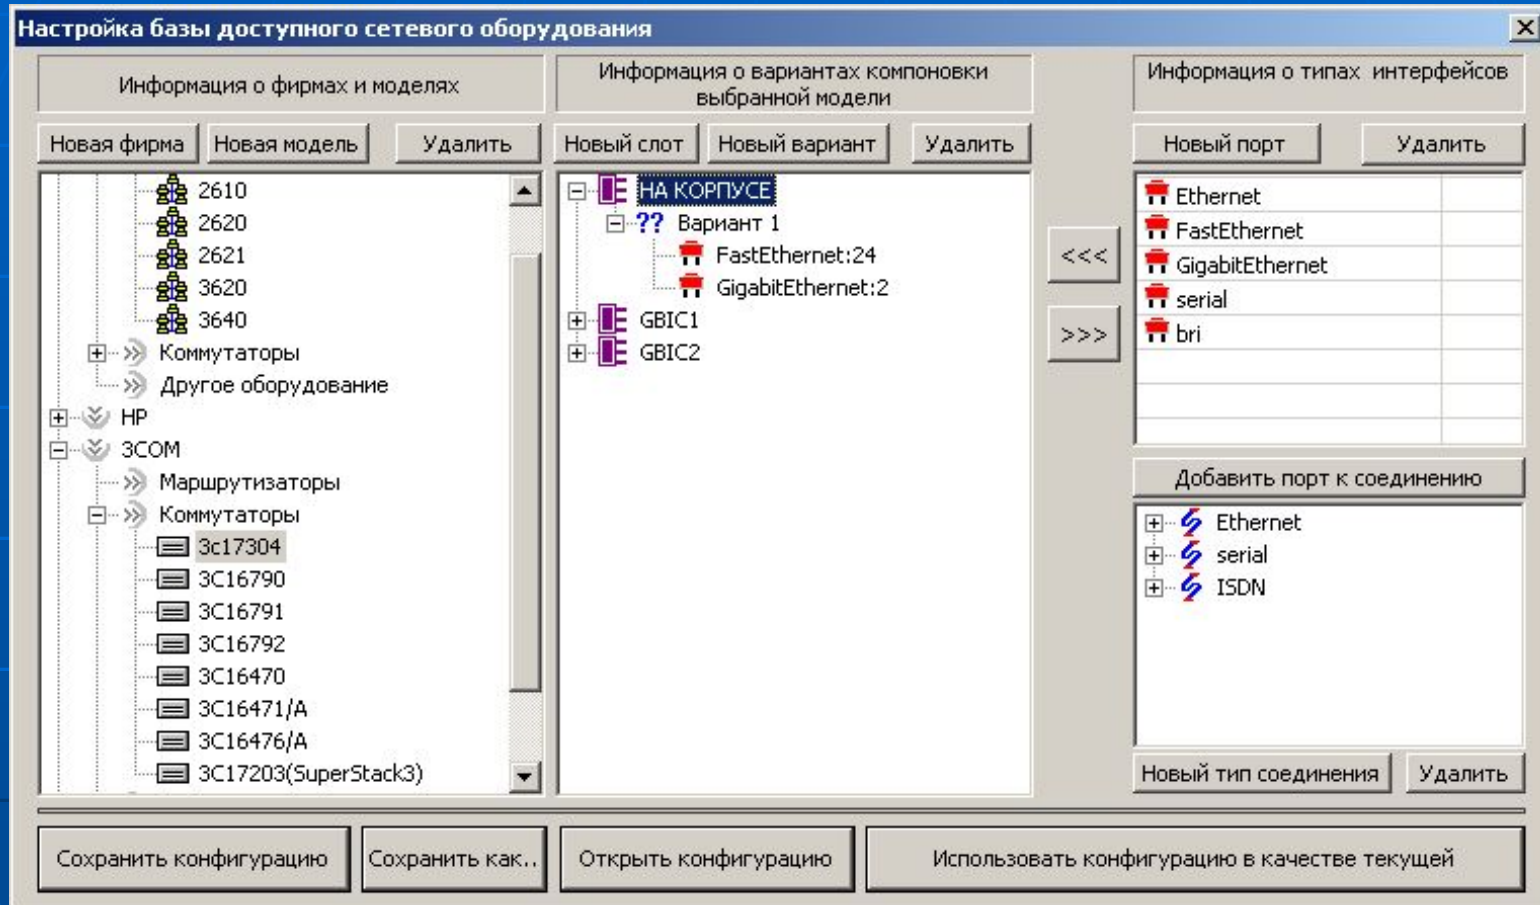 Настройка базы доступного сетевого оборудования
Информация о фирмах и моделях
Новая фирма
Новая модель
Удалить
2610
2620
2621
3620
3640
Коммутаторы
Другое оборудование
HP
3COM
Маршрутизаторы
Коммутаторы
3c17304
3C16790
3C16791
3C16792
3C16470
3C16471/A
3C16476/A
3C17203(SuperStack3)
Информация о вариантах компоновки
выбранной модели
Новый слот
Новый вариант
Удалить
НА КОРПУСЕ
?? Вариант 1
FastEthernet:24
GigabitEthernet:2
GBIC1
GBIC2
<<<
>>>
Информация о типах интерфейсов
Новый порт
Удалить
Ethernet
FastEthernet
GigabitEthernet
serial
bri
Добавить порт к соединению
Ethernet
serial
ISDN
Новый тип соединения
Удалить
Сохранить конфигурацию
Сохранить как..
Открыть конфигурацию
Использовать конфигурацию в качестве текущей